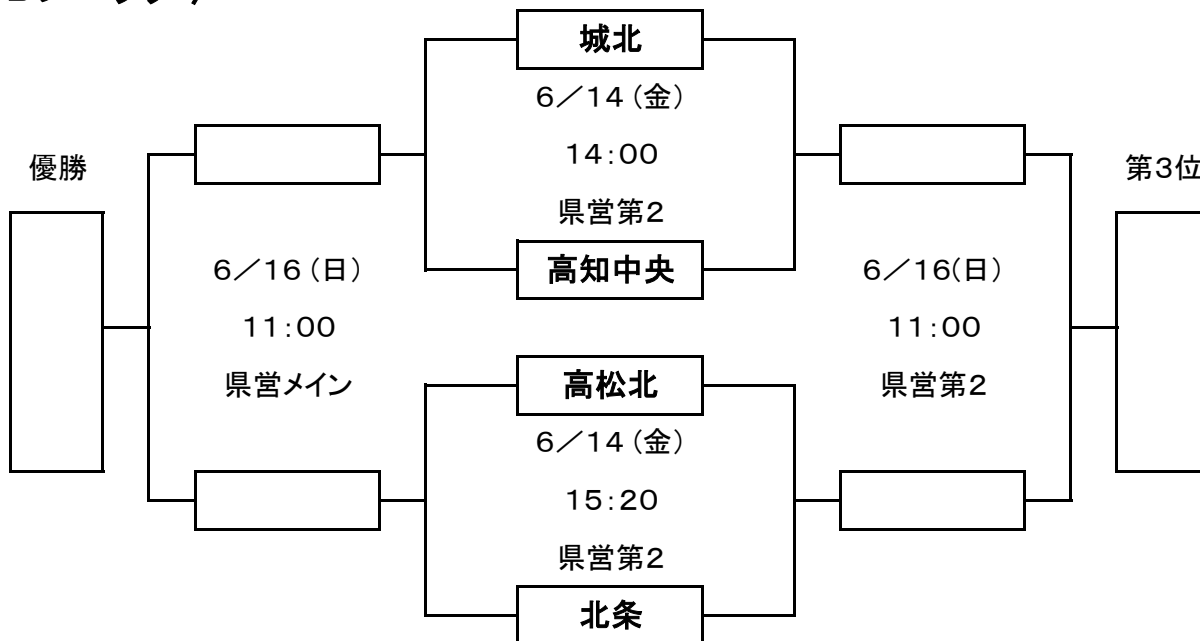 城北
6／14（金）
14：00
県営第2
高知中央
優勝
第3位
6／16（日）
11：00
県営メイン
6／16(日)
11：00
県営第2
高松北
6／14（金）
15：20
県営第2
北条